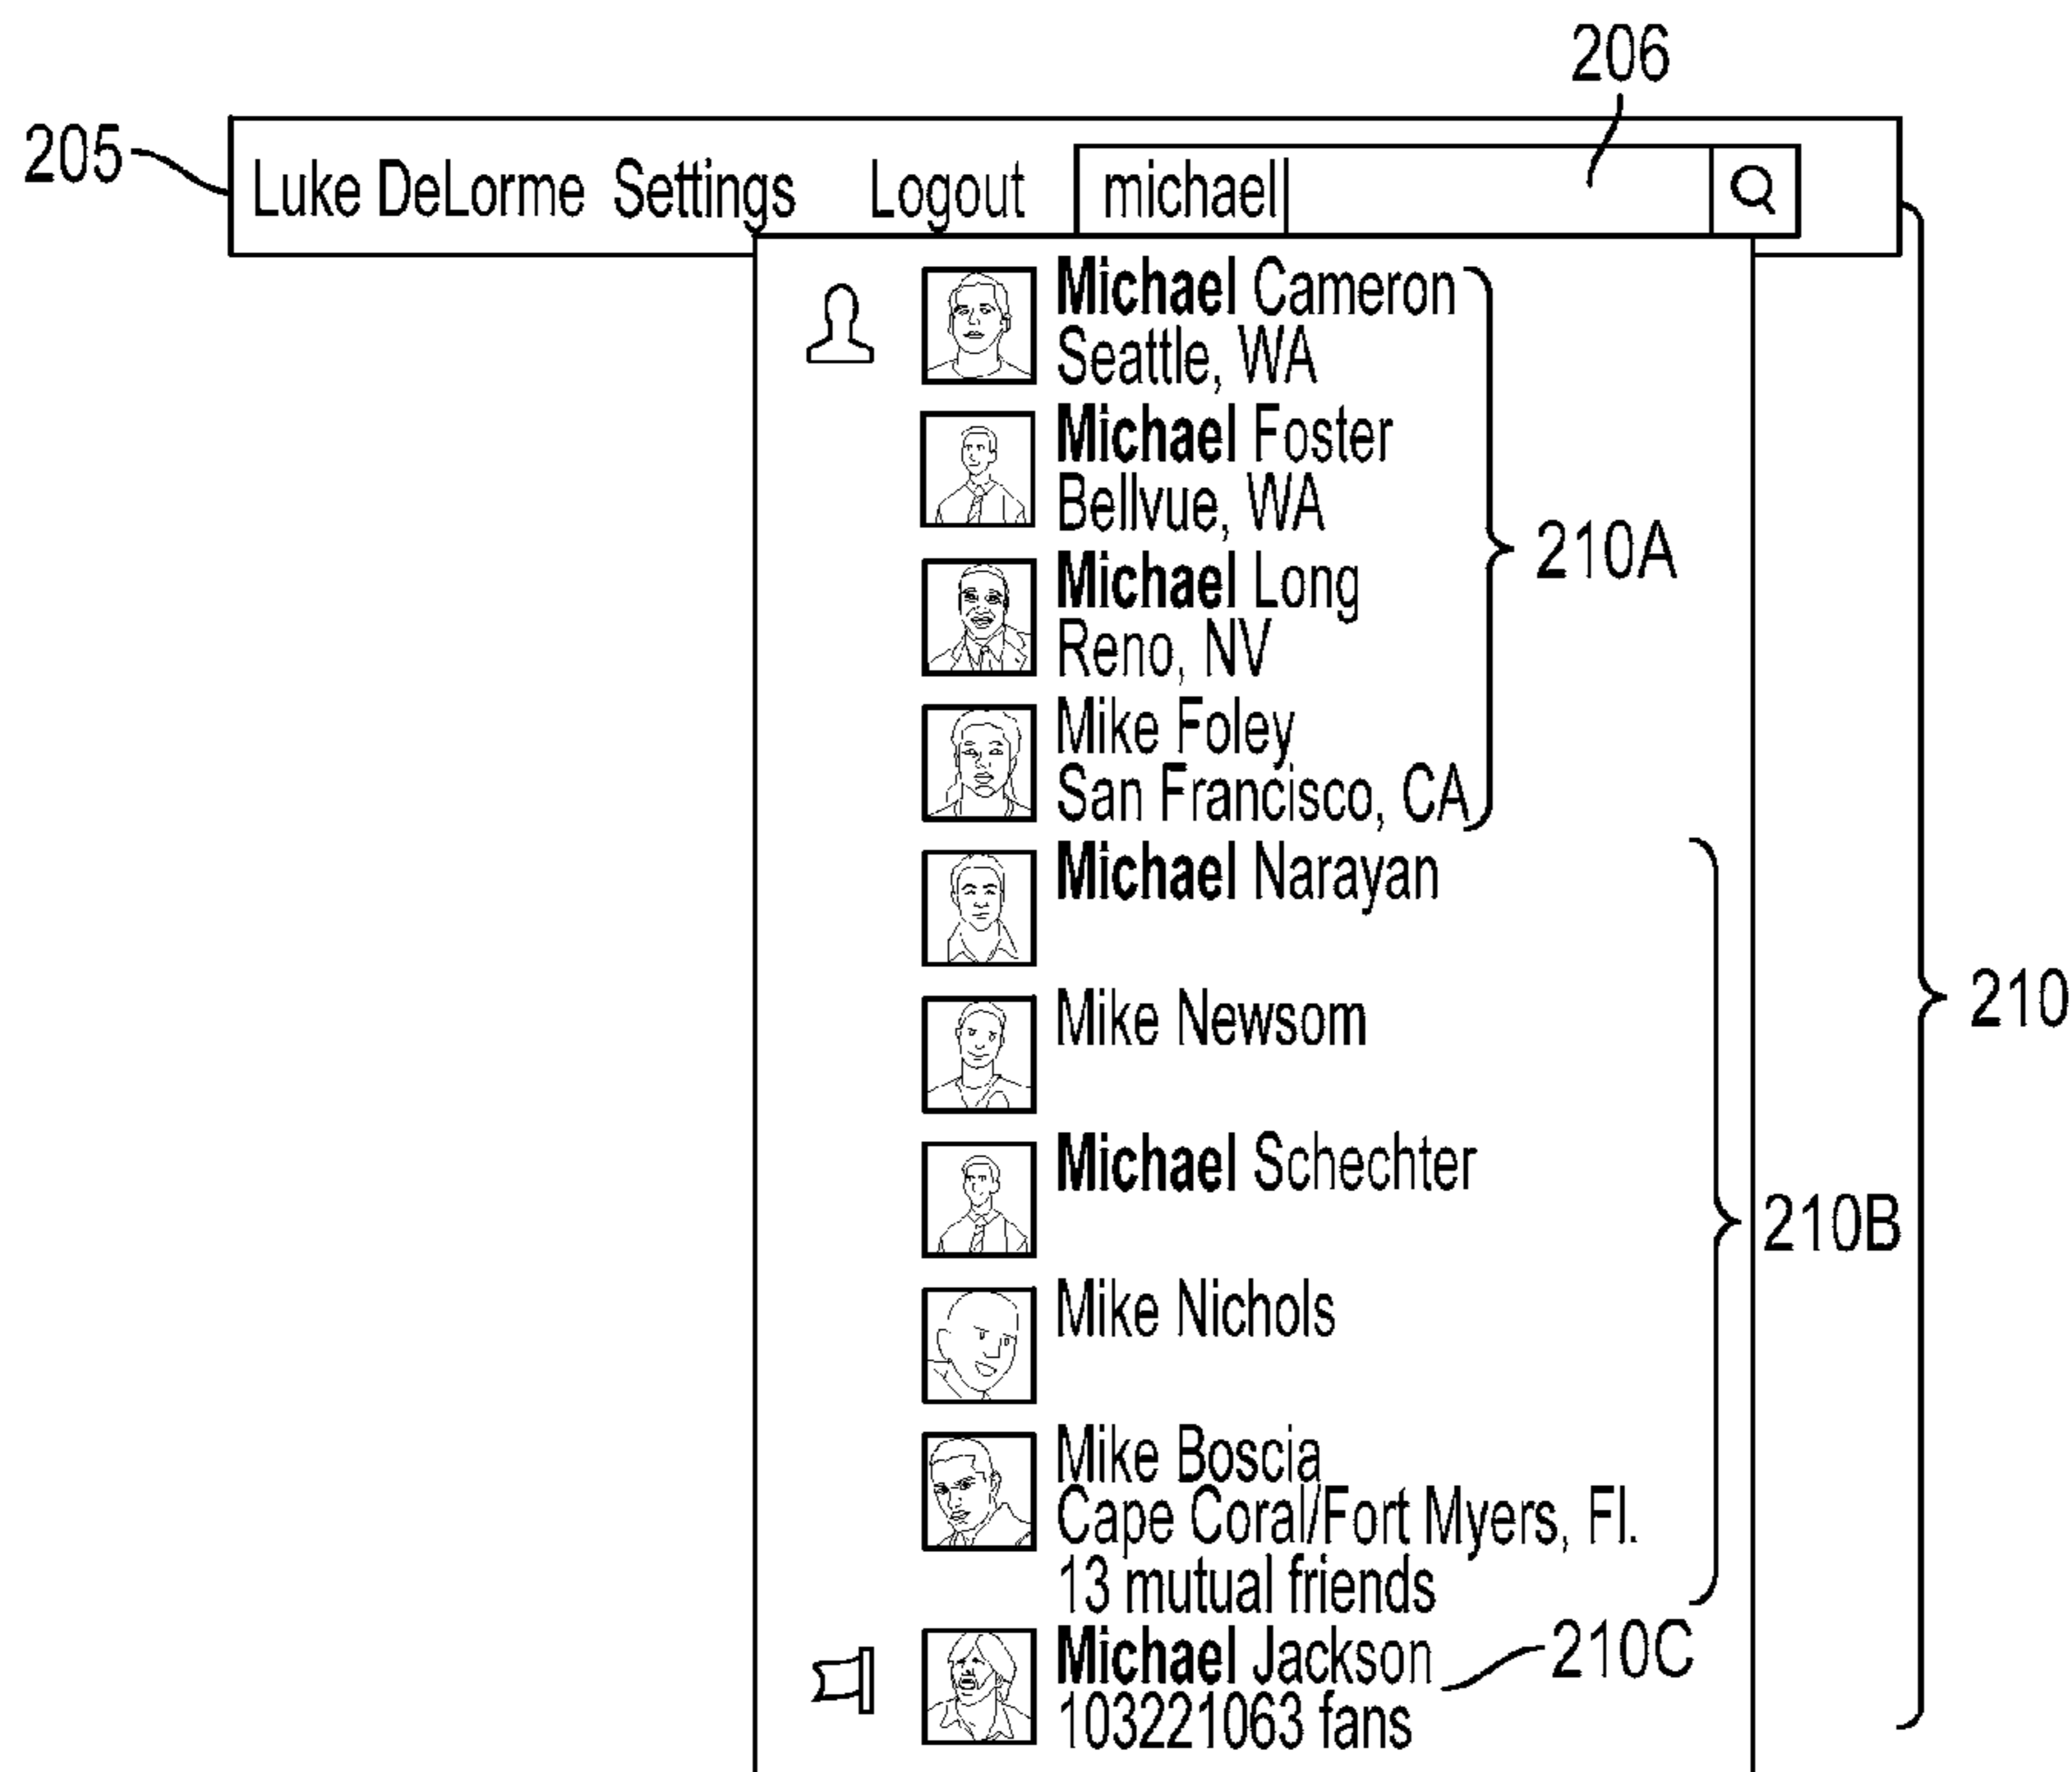 206
205
Luke DeLorme Settings Logout michael
Michael Cameron
Seattle, WA
Michael Foster
Bellvue, WA
210A
Michael Long
Reno, NV
Mike Foley
San Francisco, CA
Michael Narayan
210
Mike Newsom
Michael Schechter
210B
Mike Nichols
Mike Boscia
Cape Coral/Fort Myers, Fl.
13 mutual friends
Michael Jackson
210C
103221063 fans